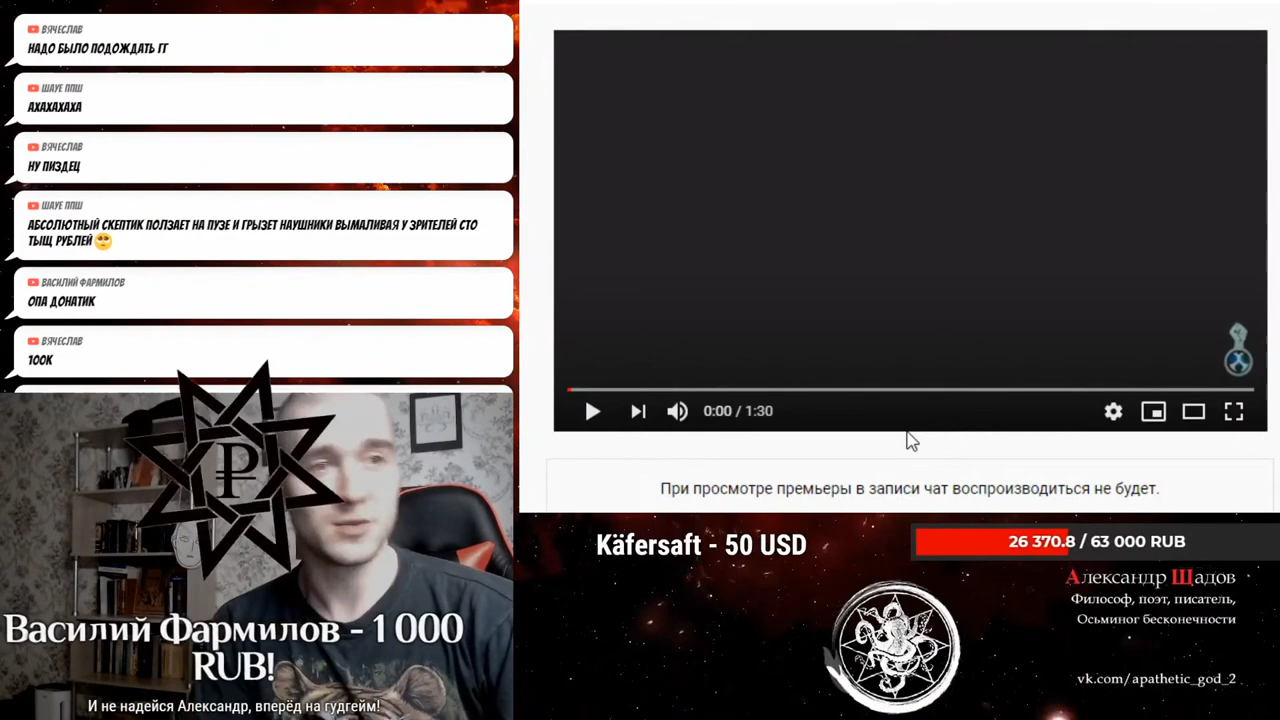 ВЯЧЕСЛАВ
НАДО БЫЛО ПОДОЖДАТЬ ГГ
ШАУЕ ППШ
АХАХАХАХА
ВЯЧЕСЛАВ
НУ ПИЗДЕЦ
ШАУЕ ППШ
АБСОЛЮТНЫЙ СКЕПТИК ПОЛЗАЕТ НА ПУЗЕ И ГРЫЗЕТ НАУШНИКИ ВЫМАЛИВАЯ У ЗРИТЕЛЕЙ СТО
ТЫЩ РУБЛЕЙ🥺
ВАСИЛИЙ ФАРМИЛОВ
ОПА ДОНАТИК
ВЯЧЕСЛАВ
100К
Василий Фармилов - 1 000
RUB!
И не надейся Александр, вперёд на гудгейм!
0:00 / 1:30
При просмотре премьеры в записи чат воспроизводиться не будет.
Käfersaft - 50 USD
26 370.8 / 63 000 RUB
Александр Шадов
Философ, поэт, писатель,
Осьминог бесконечности
vk.com/apathetic_god_2